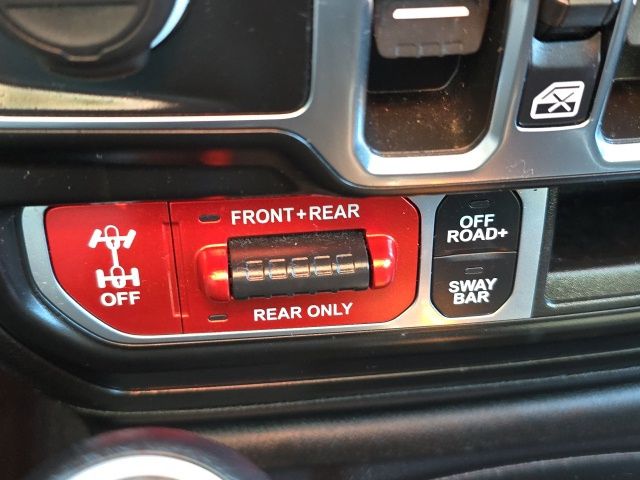 FRONT+REAR
OFF
REAR ONLY
OFF
ROAD+
SWAY
BAR